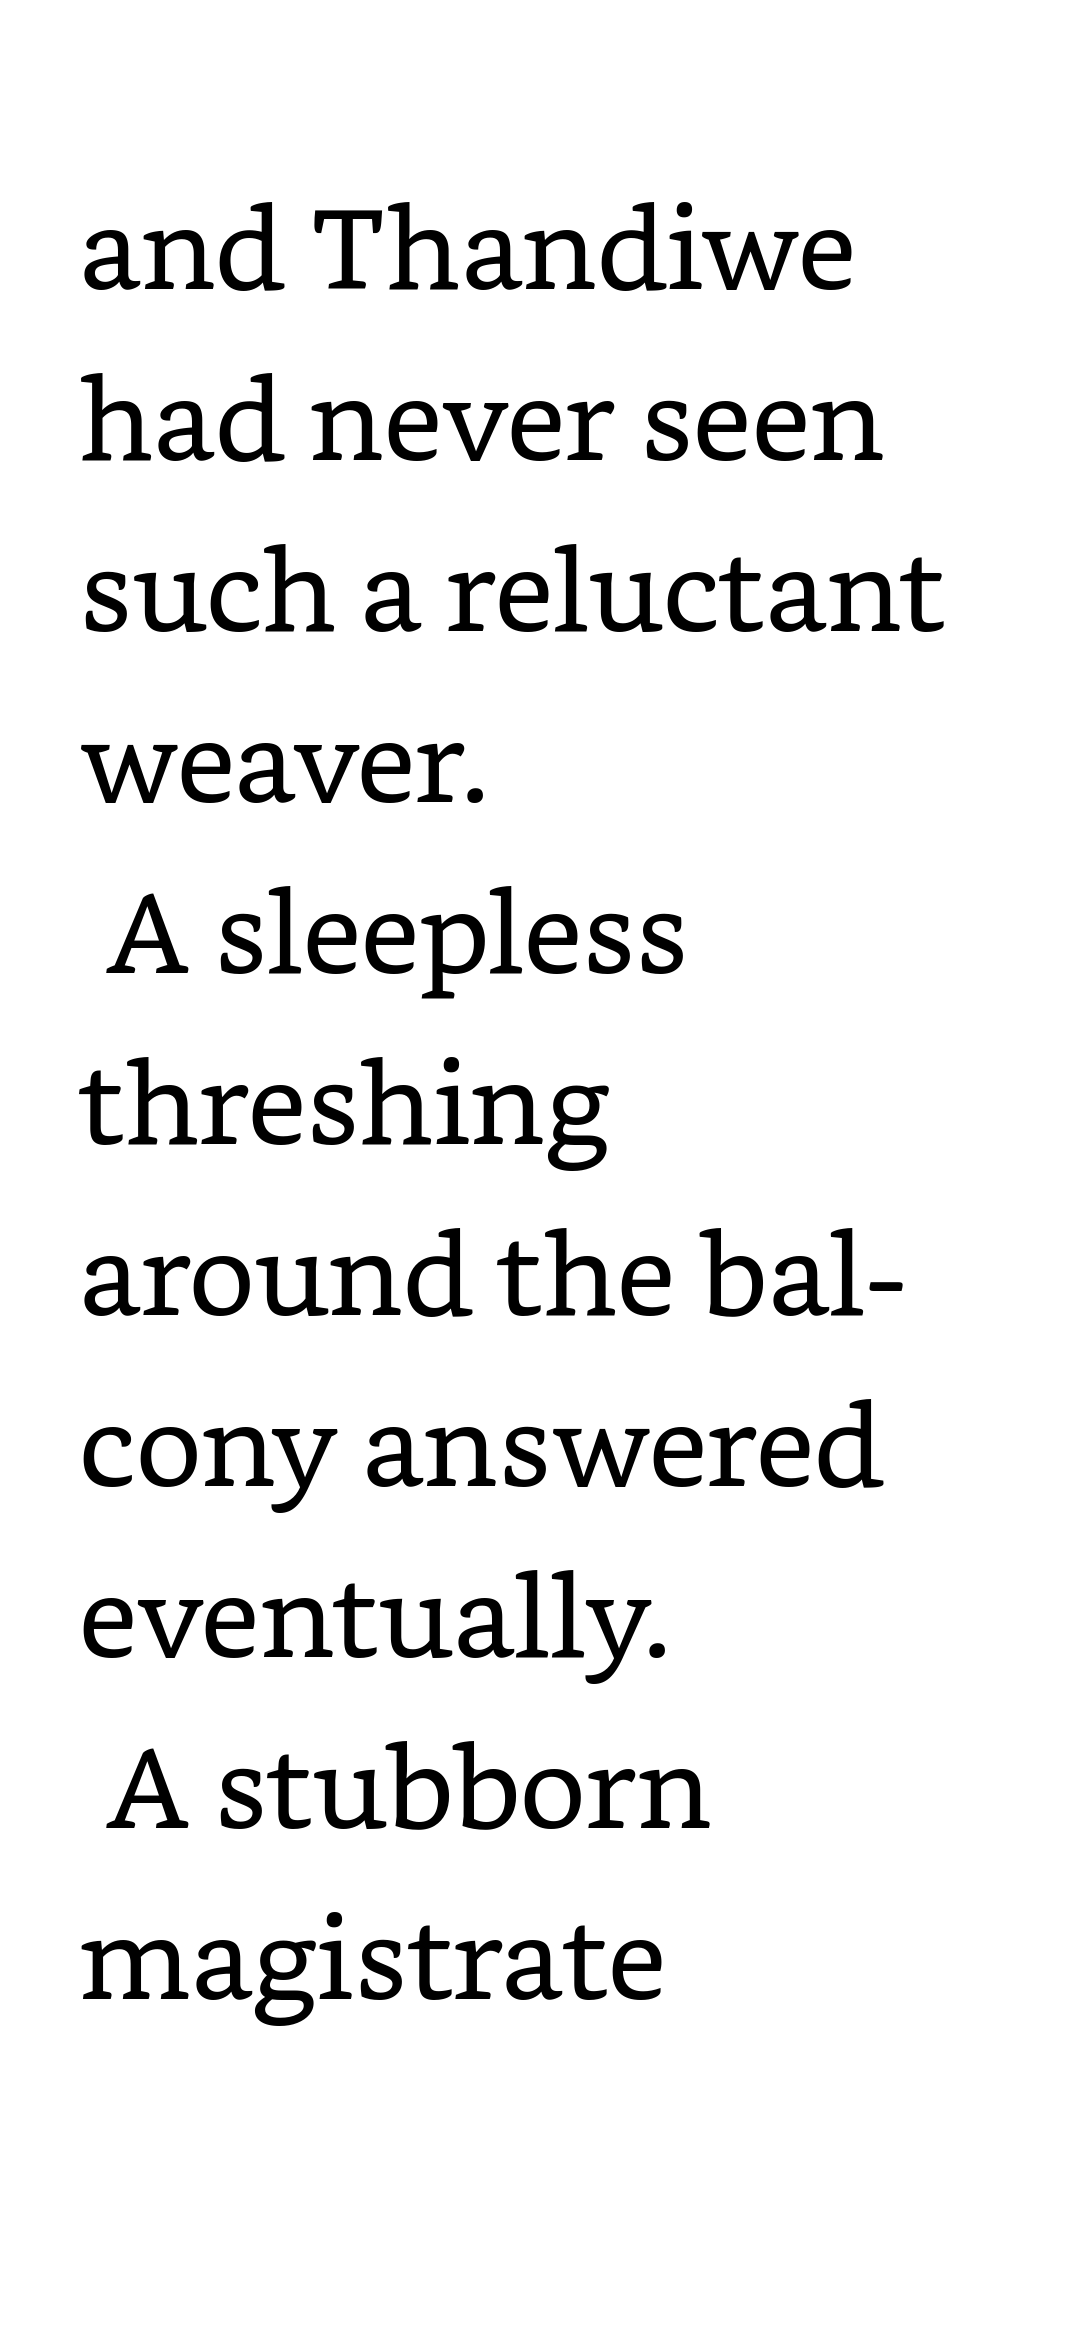 and Thandiwe
had never seen
such a reluctant
weaver.
A sleepless
threshing
around the bal-
cony answered
eventually.
A stubborn
magistrate